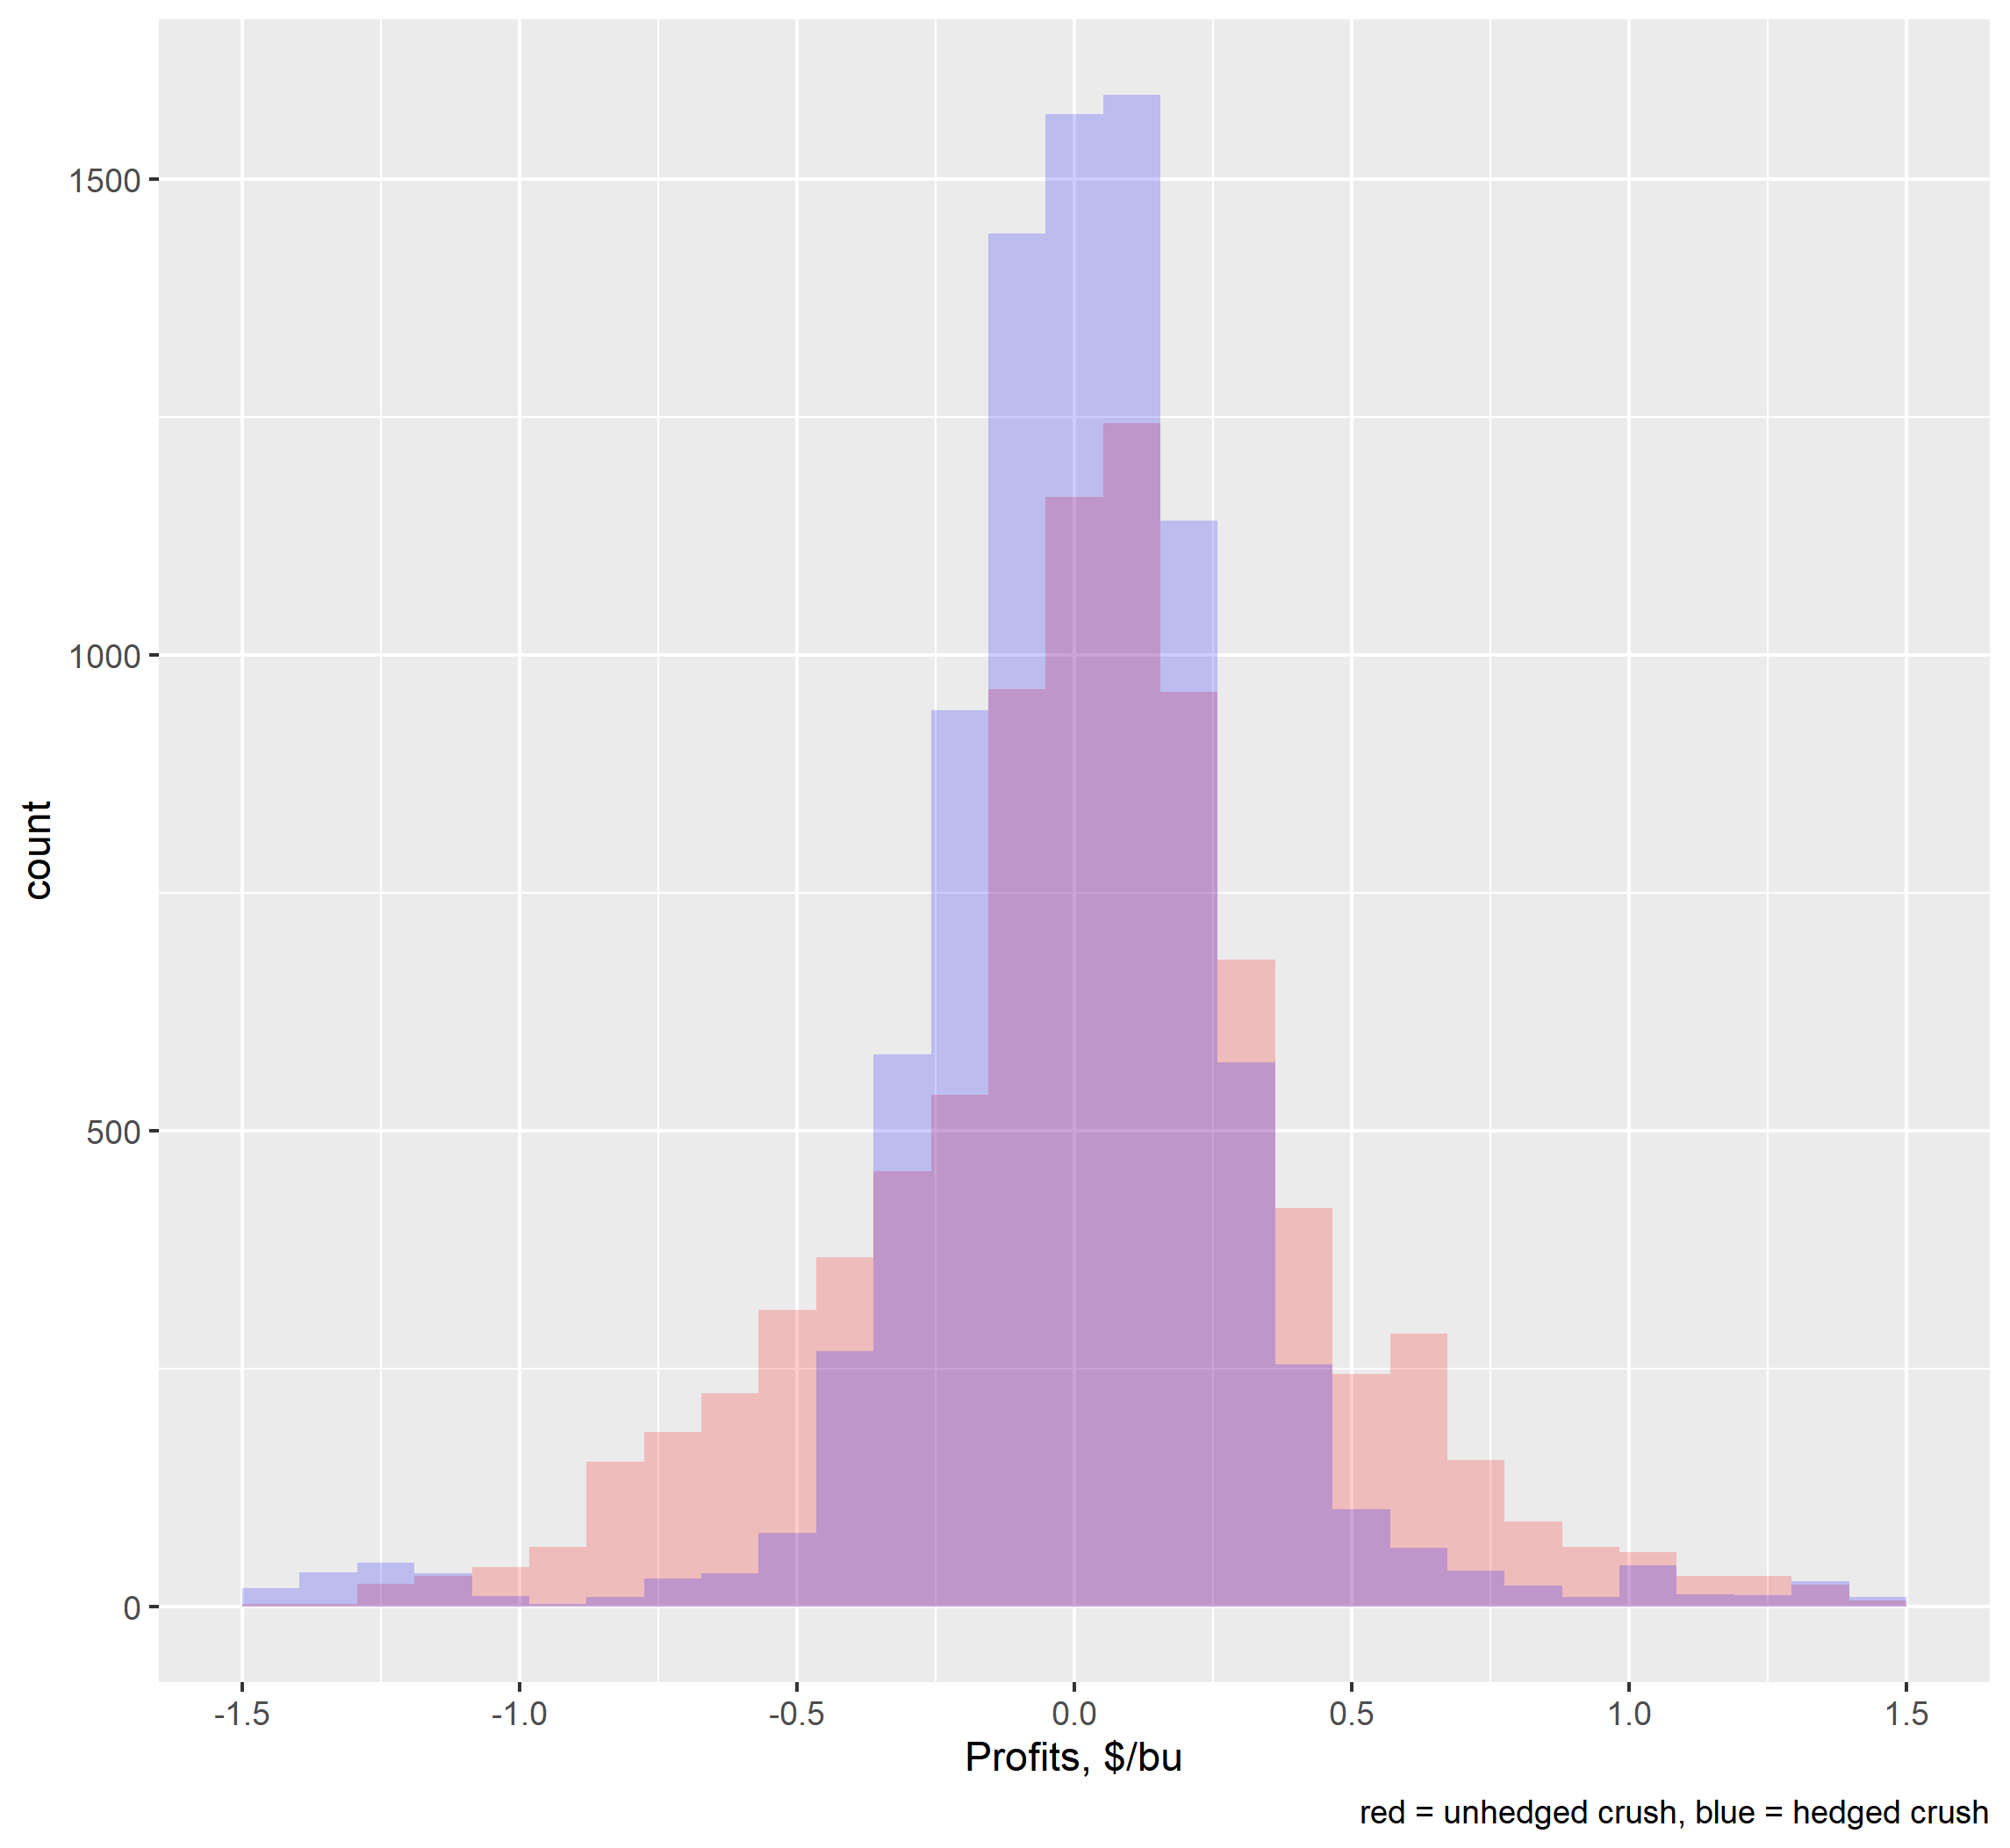 1500
1000
500
0
count
-1.5 -1.0 -0.5 0.0 0.5 1.0 1.5
Profits, $/bu
red = unhedged crush, blue = hedged crush